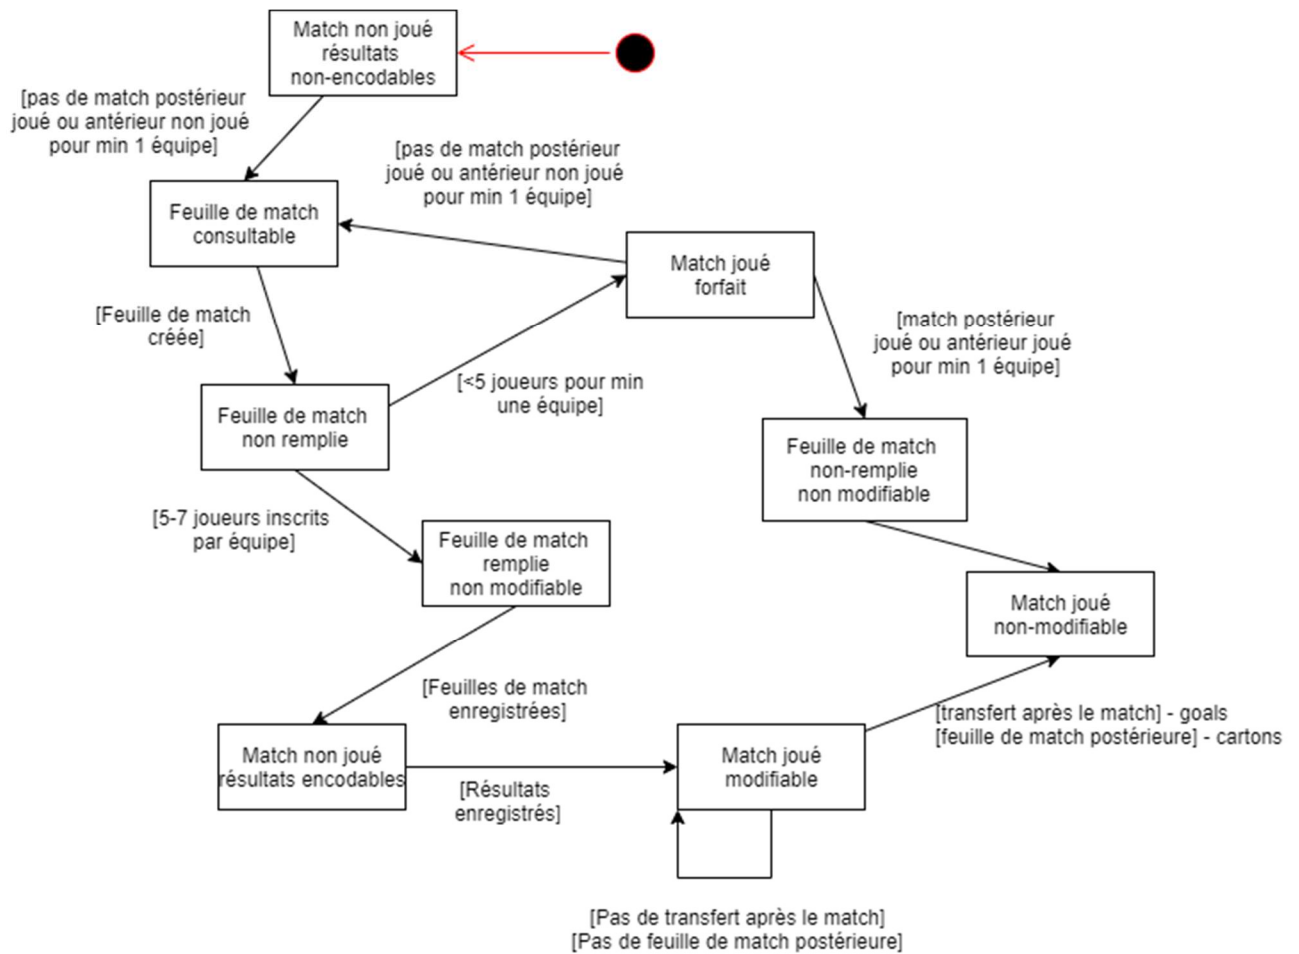 Match non joué
résultats
non-encodables
[pas de match postérieur
joué ou antérieur non joué
pour min 1 équipe]
[pas de match postérieur
joué ou antérieur non joué
pour min 1 équipe]
Feuille de match
consultable
Match joué
forfait
[Feuille de match
créée]
[match postérieur
joué ou antérieur joué
pour min 1 équipe]
[<5 joueurs pour min
une équipe]
Feuille de match
non remplie
Feuille de match
non-remplie
non modifiable
[5-7 joueurs inscrits
par équipe]
Feuille de match
remplie
non modifiable
Match joué
non-modifiable
[Feuilles de match
enregistrées]
[transfert après le match] - goals
[feuille de match postérieure] - cartons
Match non joué
résultats encodables
Match joué
modifiable
[Résultats
enregistrés]
[Pas de transfert après le match]
[Pas de feuille de match postérieure]